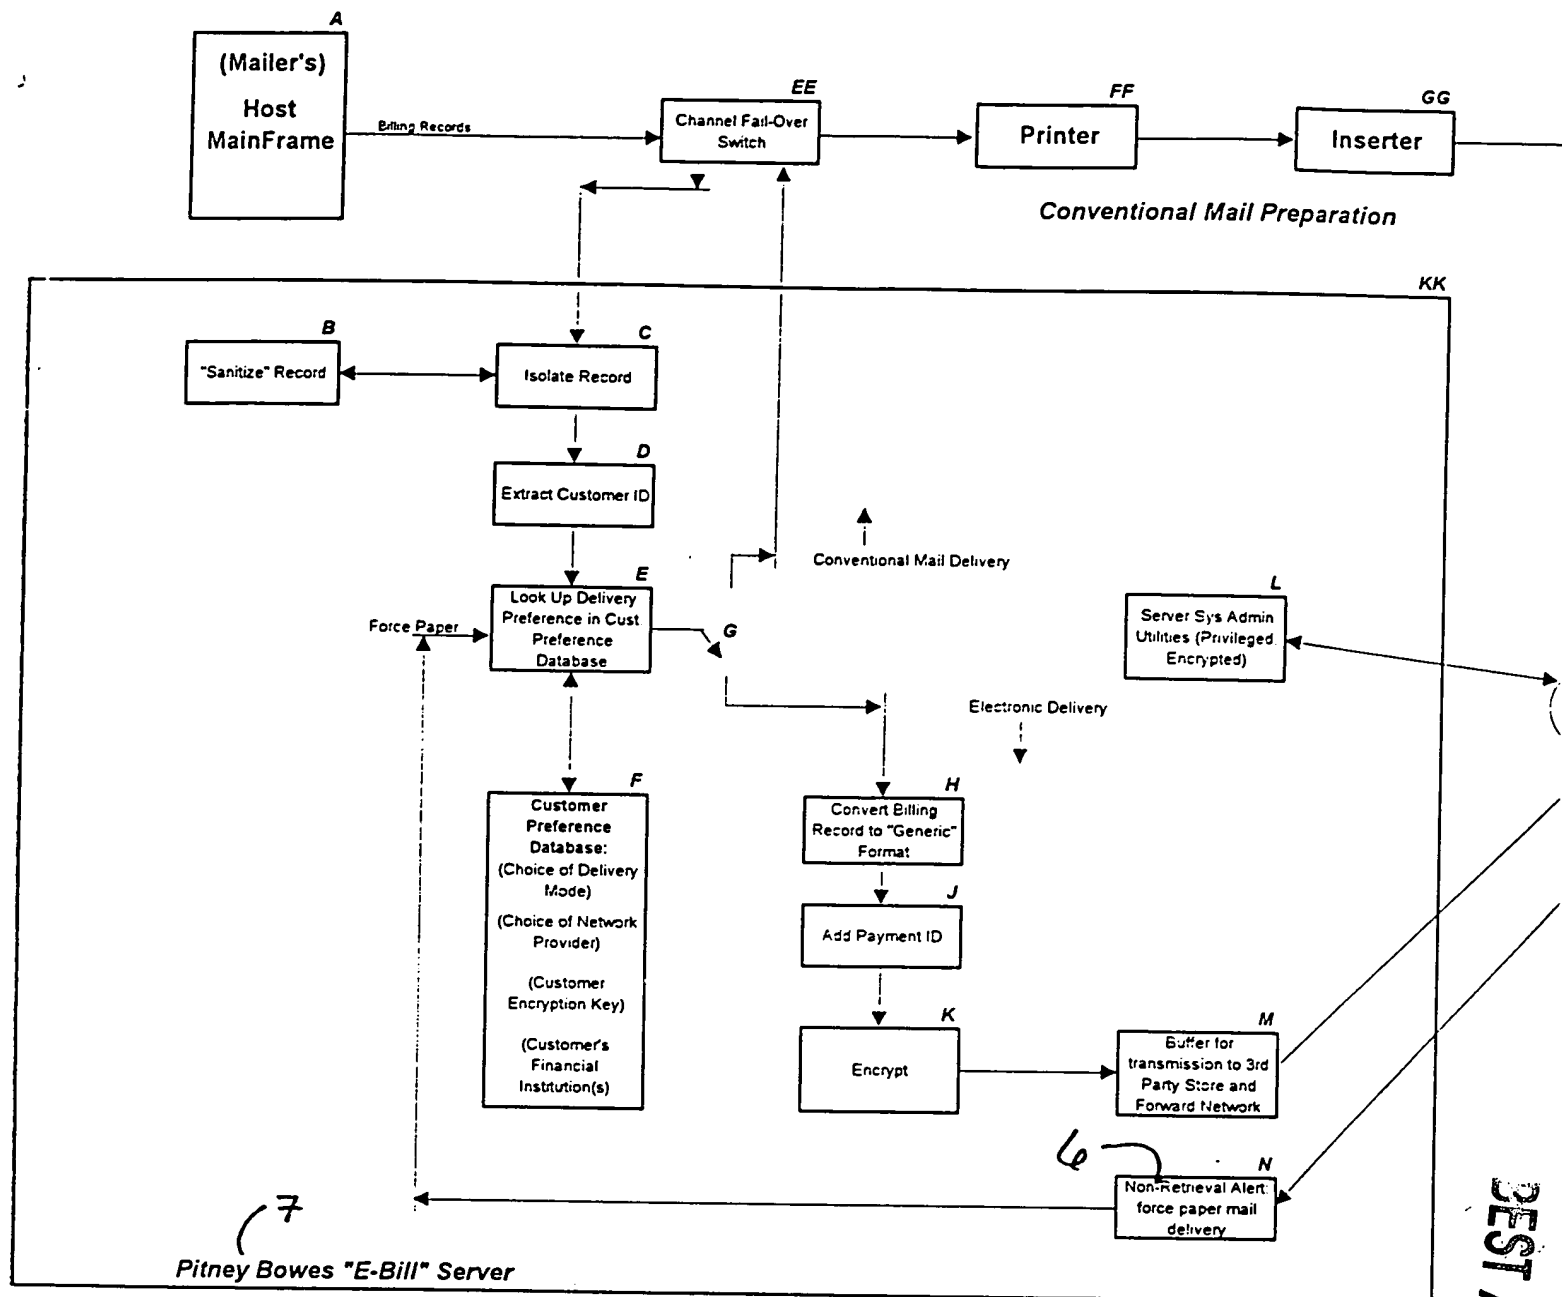 A
(Mailer's)
Host
MainFrame
Billing Records
EE
Channel Fail-Over
Switch
FF
Printer
GG
Inserter
Conventional Mail Preparation
KK
B
"Sanitize" Record
C
Isolate Record
D
Extract Customer ID
E
Look Up Delivery
Preference in Cust.
Preference
Database
Force Paper
G
Conventional Mail Delivery
L
Server Sys Admin
Utilities (Privileged.
Encrypted)
Electronic Delivery
F
Customer
Preference
Database:
(Choice of Delivery
Mode)
(Choice of Network
Provider)
(Customer
Encryption Key)
(Customer's
Financial
Institution(s)
H
Convert Billing
Record to "Generic"
Format
J
Add Payment ID
K
Encrypt
M
Buffer for
transmission to 3rd
Party Store and
Forward Network
6
N
Non-Retrieval Alert:
force paper mail
delivery
7
Pitney Bowes "E-Bill" Server
BEST